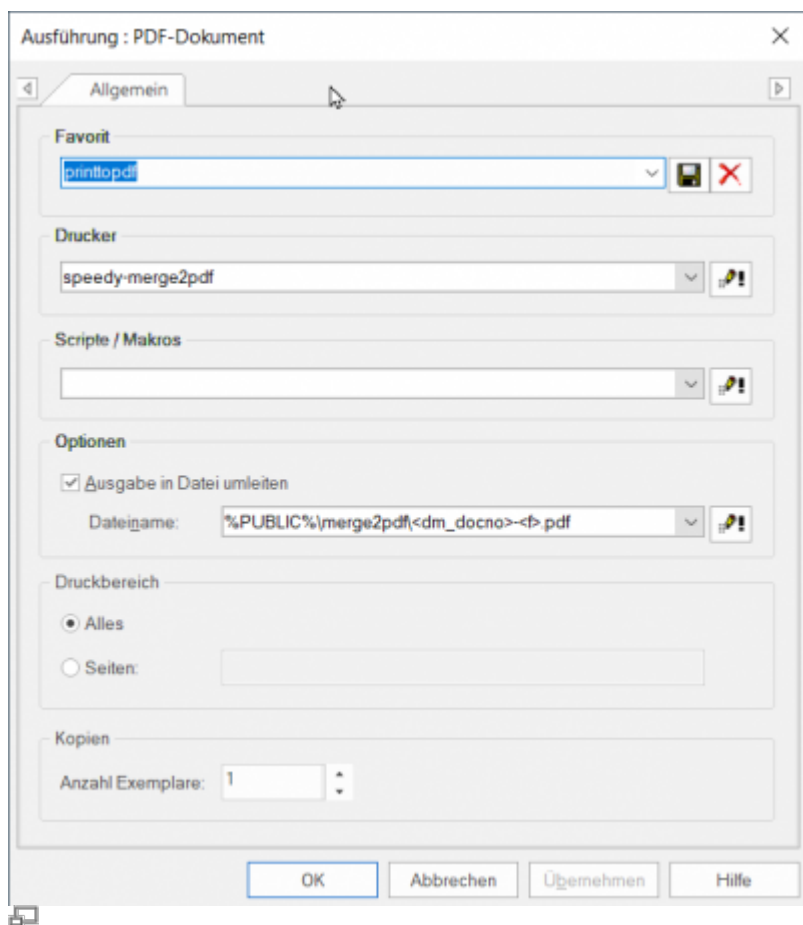 Ausführung : PDF-Dokument
Allgemein
Favorit
printtopdf
Drucker
speedy-merge2pdf
Scripte / Makros
Optionen
Ausgabe in Datei umleiten
Dateiname: %PUBLIC%\merge2pdf\<dm_docno>-<f>.pdf
Druckbereich
Alles
Seiten:
Kopien
Anzahl Exemplare: 1
OK Abbrechen Übernehmen Hilfe